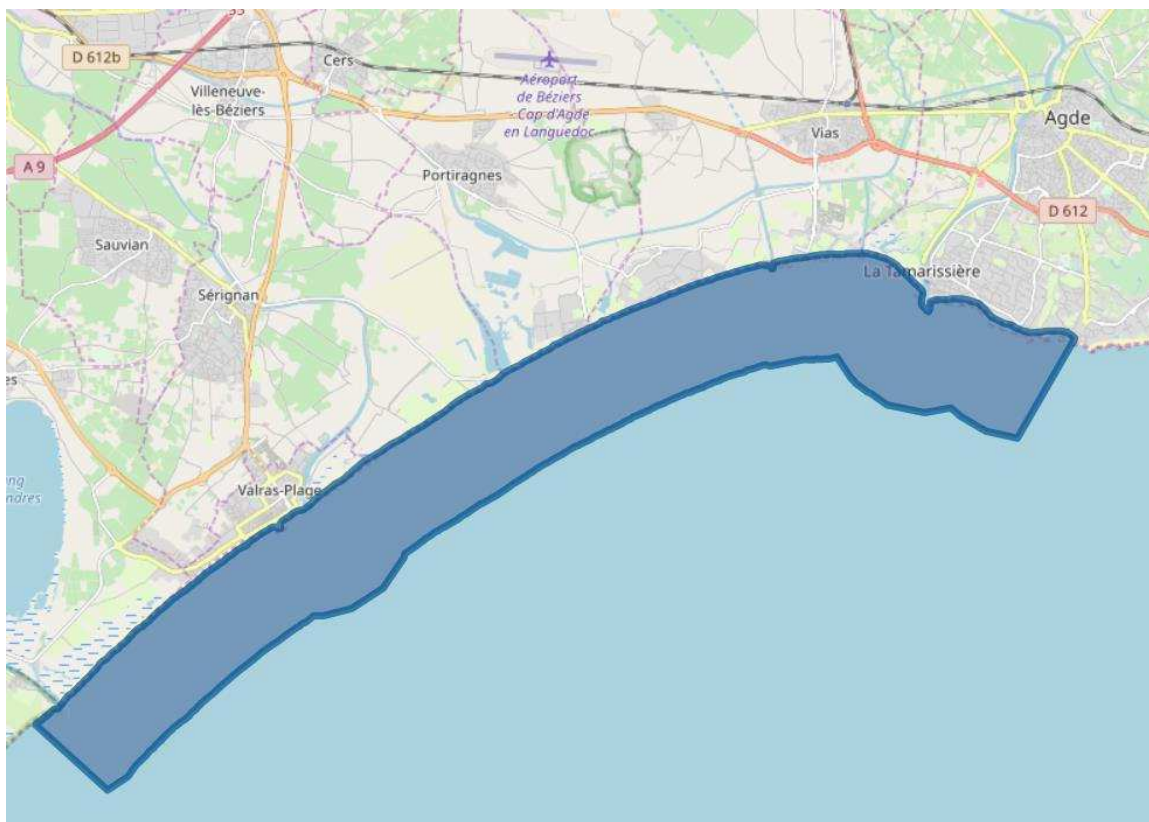 D 612b
Cers
Villeneuve-
lès-Béziers
Aéroport
de Béziers
- Cap d'Agde
en Languedoc
Agde
Vias
A 9
Portiragnes
D 612
Sauvian
La Tamarissière
Sérignan
es
Valras-Plage